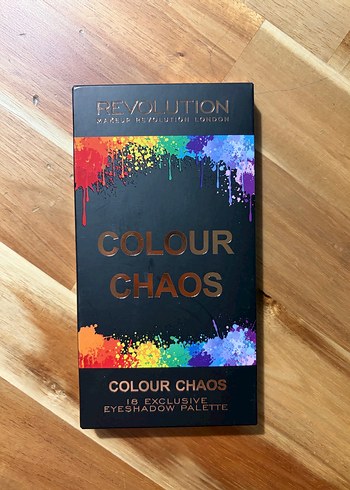 REVOLUTION
MAKEUP REVOLUTION LONDON
COLOUR
CHAOS
COLOUR CHAOS
18 EXCLUSIVE
EYESHADOW PALETTE